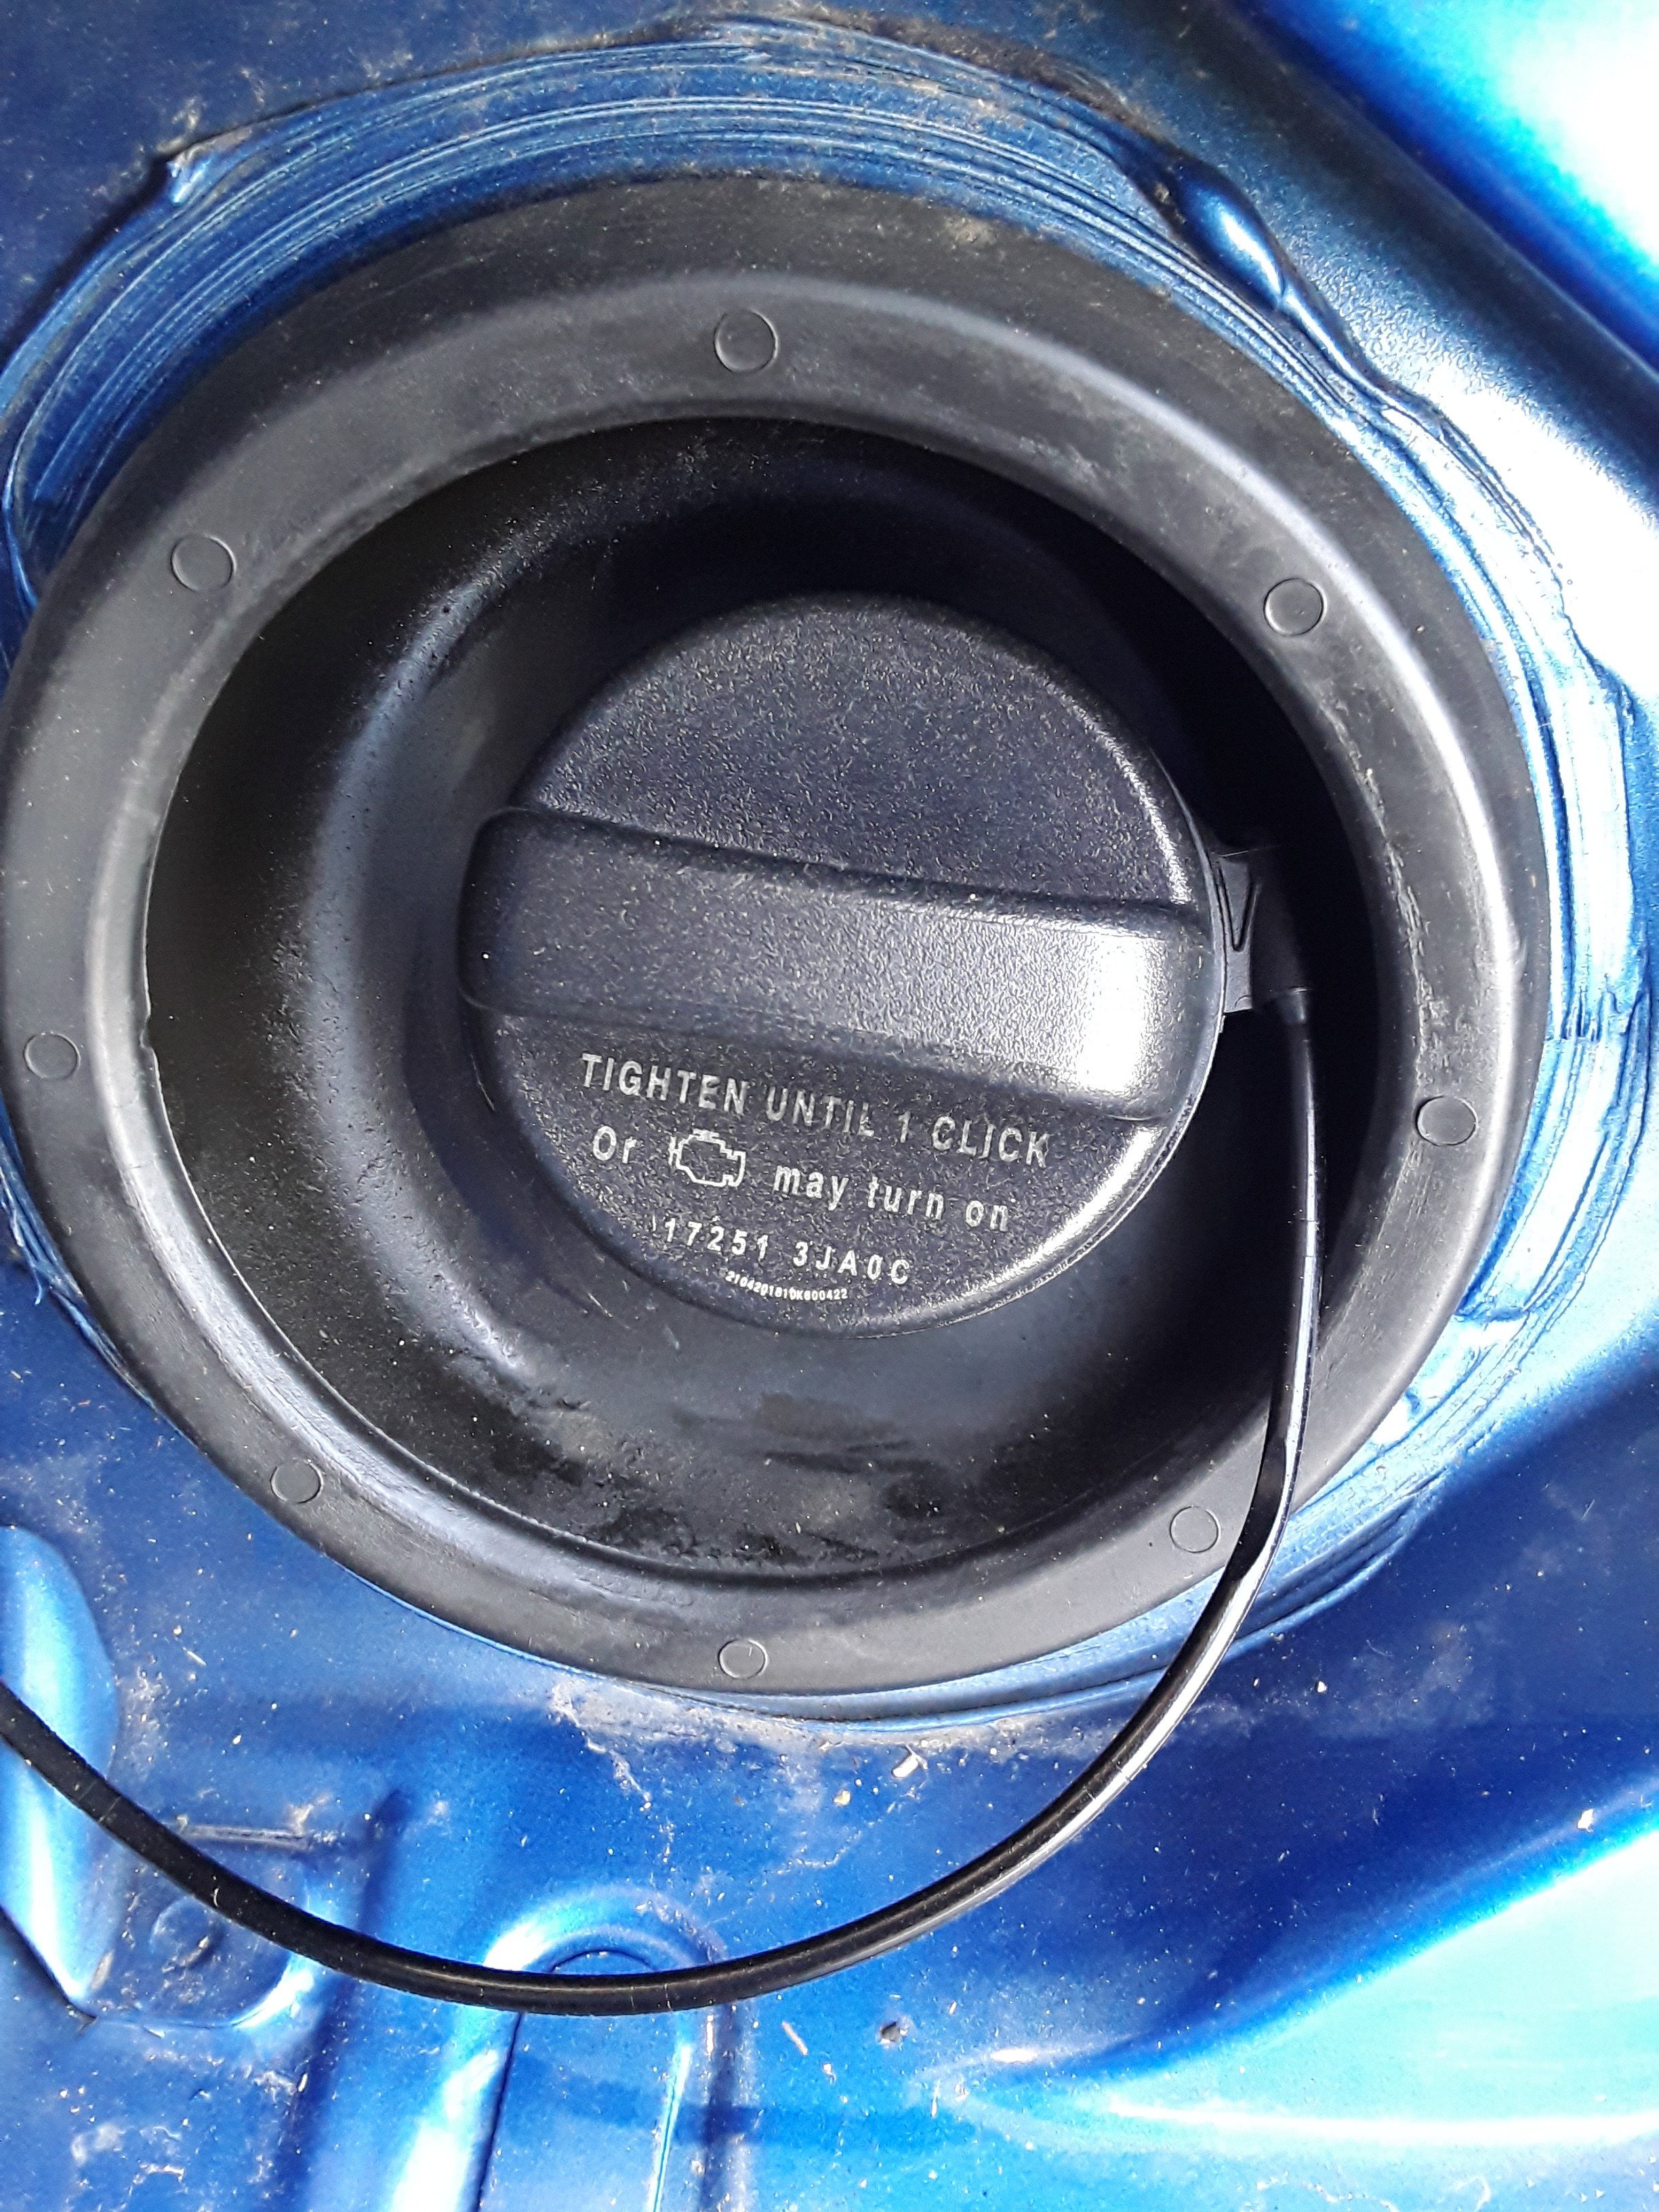 TIGHTEN UNTIL 1 CLICK
Or may turn on
17251 3JA0C